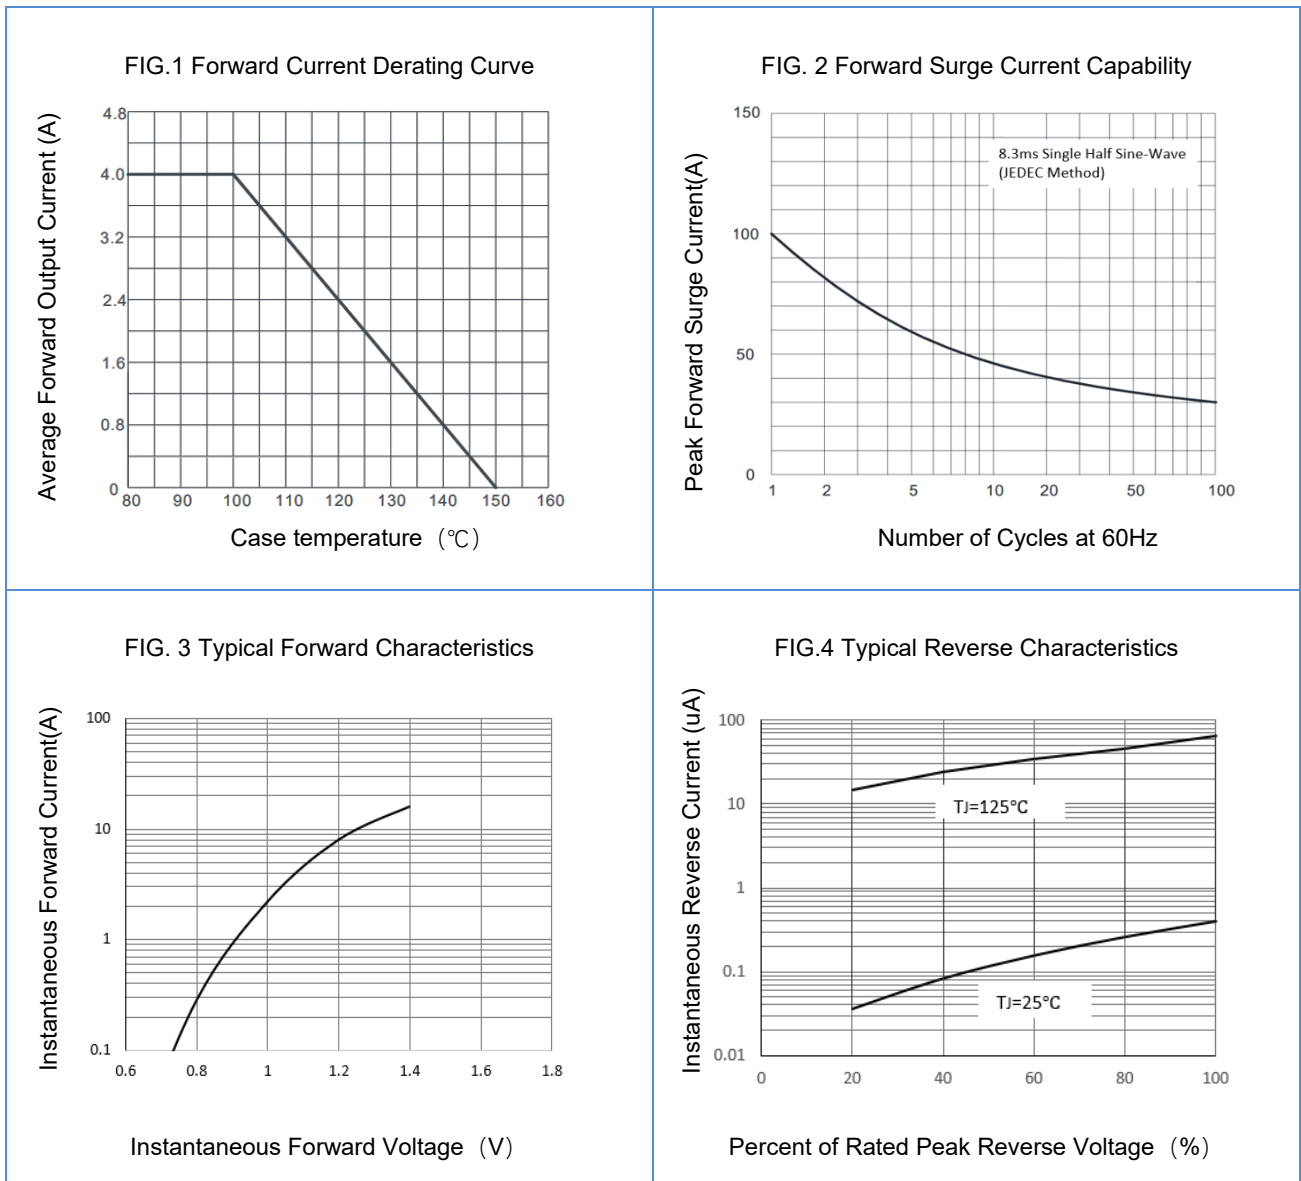 FIG.1 Forward Current Derating Curve
Average Forward Output Current (A)
4.8
4.0
3.2
2.4
1.6
0.8
0
80 90 100 110 120 130 140 150 160
Case temperature（℃）
FIG. 2 Forward Surge Current Capability
Peak Forward Surge Current(A)
150
100
50
0
8.3ms Single Half Sine-Wave
(JEDEC Method)
1 2 5 10 20 50 100
Number of Cycles at 60Hz
FIG. 3 Typical Forward Characteristics
Instantaneous Forward Current(A)
100
10
1
0.1
0.6 0.8 1 1.2 1.4 1.6 1.8
Instantaneous Forward Voltage（V）
FIG.4 Typical Reverse Characteristics
Instantaneous Reverse Current (uA)
100
10
1
0.1
0.01
TJ=125℃
TJ=25℃
0 20 40 60 80 100
Percent of Rated Peak Reverse Voltage（%）